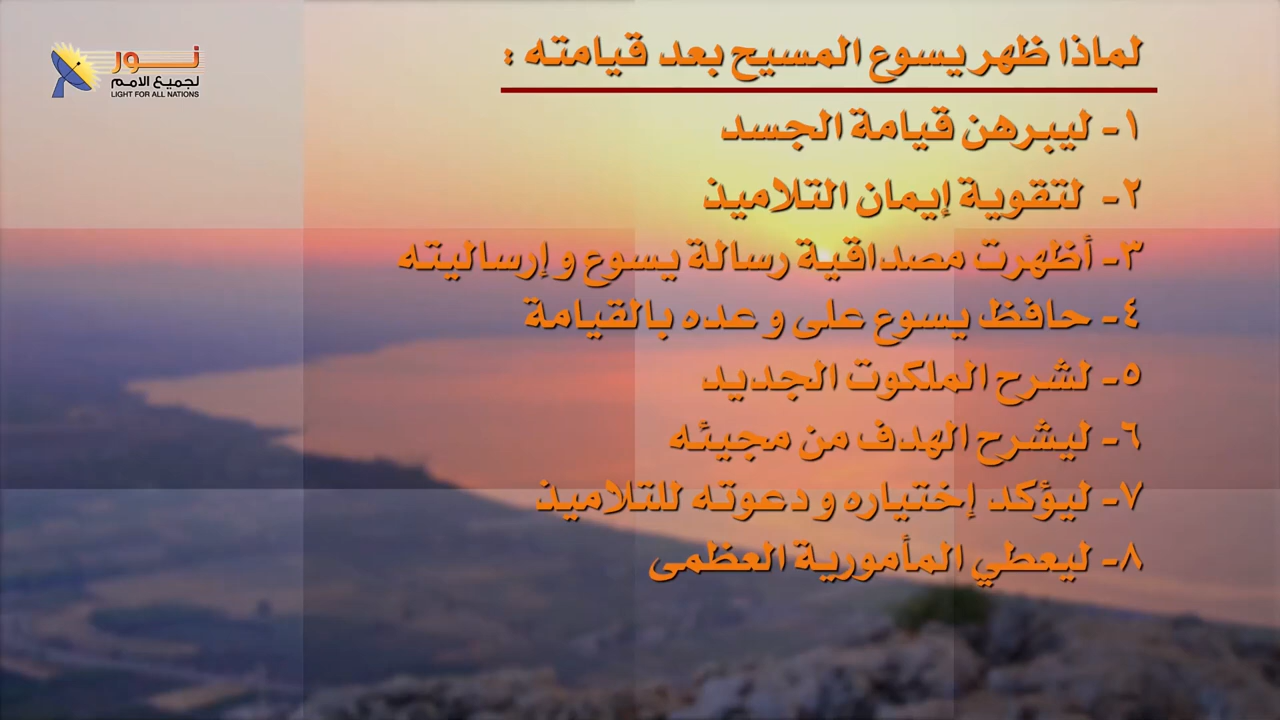 نور
لجميع الامم
LIGHT FOR ALL NATIONS
لماذا ظهر يسوع المسيح بعد قيامته :
١- ليبرهن قيامة الجسد
٢- لتقوية إيمان التلاميذ
٣- أظهرت مصداقية رسالة يسوع وإرساليته
٤- حافظ يسوع على وعده بالقيامة
٥- لشرح الملكوت الجديد
٦- ليشرح الهدف من مجيئه
٧- ليؤكد إختياره ودعوته للتلاميذ
٨- ليعطي المأمورية العظمى